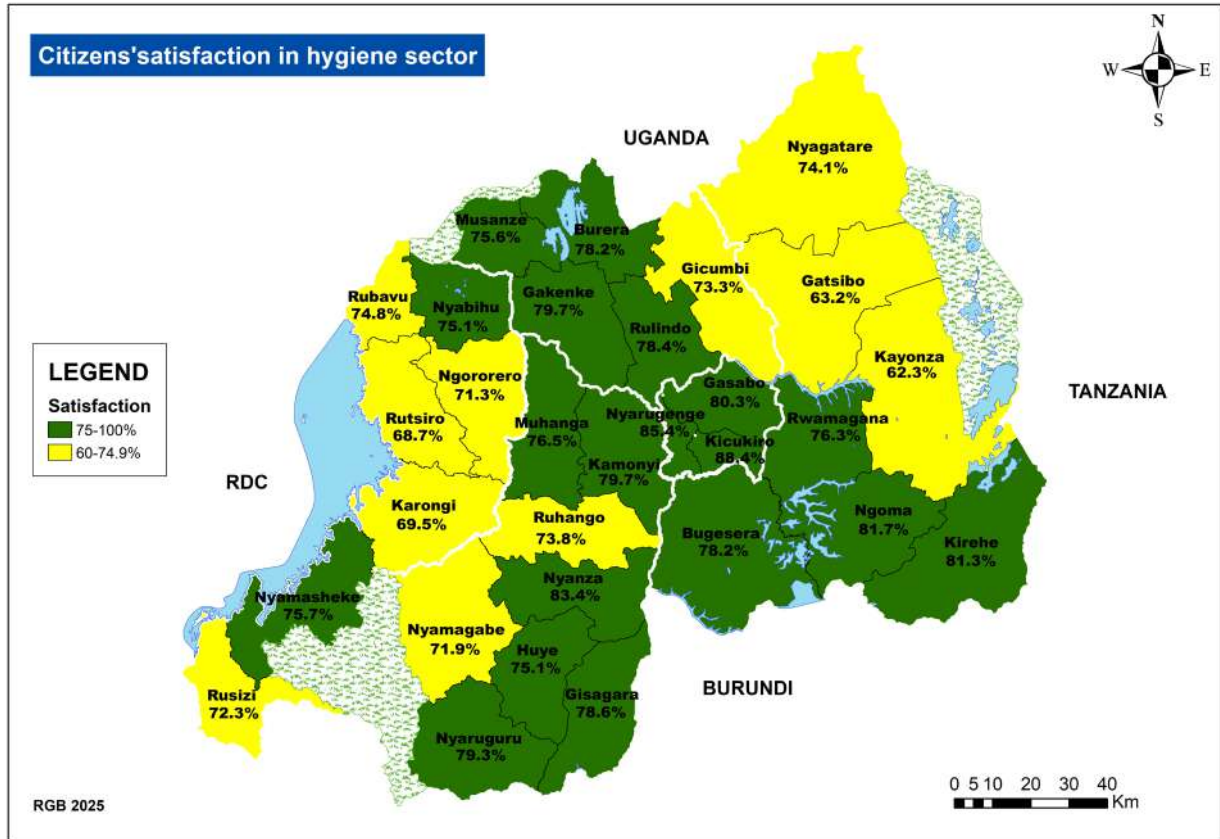 Citizens'satisfaction in hygiene sector
N
W E
S
UGANDA
Nyagatare
74.1%
Musanze
75.6%
Burera
78.2%
Gicumbi
73.3%
Gatsibo
63.2%
Rubavu
74.8%
Nyabihu
75.1%
Gakenke
79.7%
Rulindo
78.4%
Kayonza
62.3%
TANZANIA
LEGEND
Satisfaction
75-100%
60-74.9%
Ngororero
71.3%
Rutsiro
68.7%
Muhanga
76.5%
Nyarugenge
85.4%
Gasabo
80.3%
Kicukiro
88.4%
Rwamagana
76.3%
Kamonyi
79.7%
RDC
Karongi
69.5%
Ruhango
73.8%
Bugesera
78.2%
Ngoma
81.7%
Kirehe
81.3%
Nyamasheke
75.7%
Nyanza
83.4%
Nyamagabe
71.9%
Huye
75.1%
Gisagara
78.6%
BURUNDI
Rusizi
72.3%
Nyaruguru
79.3%
RGB 2025
0 5 10 20 30 40
Km